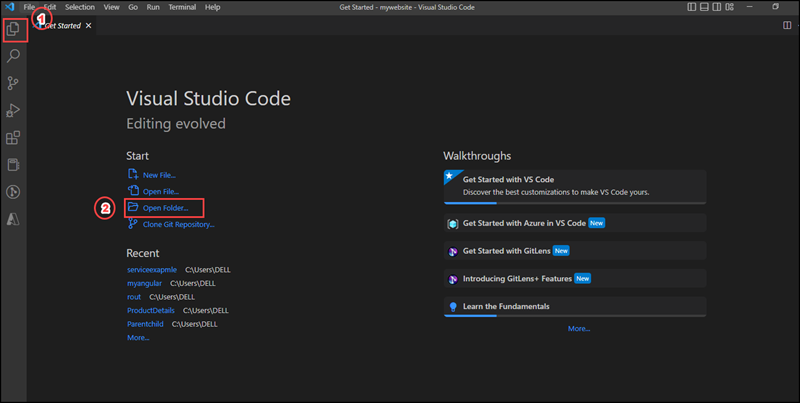 File Edit Selection View Go Run Terminal Help
Get Started - mywebsite - Visual Studio Code
1
Get Started
Visual Studio Code
Editing evolved
Start
New File...
Open File...
2
Open Folder...
Clone Git Repository...
Recent
serviceexapmle C:\Users\DELL
myangular C:\Users\DELL
rout C:\Users\DELL
ProductDetails C:\Users\DELL
Parentchild C:\Users\DELL
More...
Walkthroughs
Get Started with VS Code
Discover the best customizations to make VS Code yours.
Get Started with Azure in VS Code New
Get Started with GitLens New
Introducing GitLens+ Features New
Learn the Fundamentals
More...